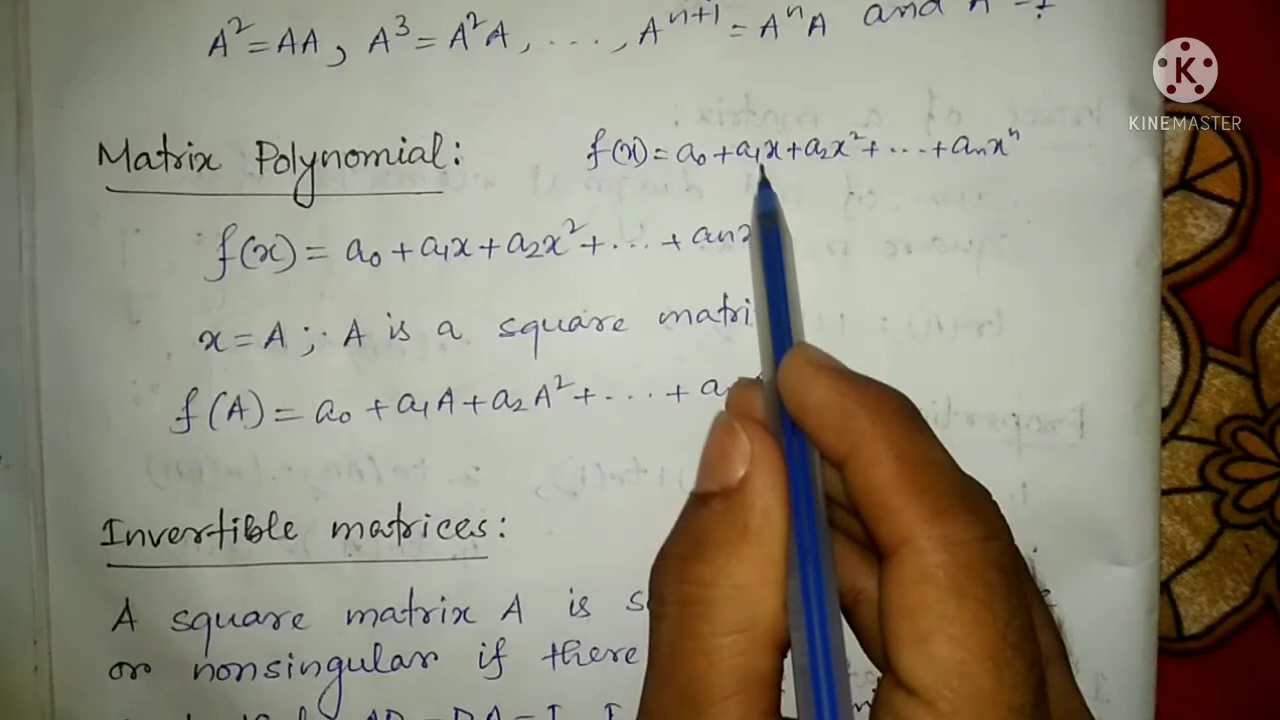 A²=AA, A³=A²A, ..., Aⁿ⁺¹=AⁿA and
KINEMASTER
Matrix Polynomial: f(x)=a₀+a₁x+a₂x²+...+aₙxⁿ
f(x)=a₀+a₁x+a₂x²+...+aₙx
x=A; A is a square matri
f(A)=a₀+a₁A+a₂A²+...+a
Invertible matrices:
A square matrix A is
or nonsingular if there